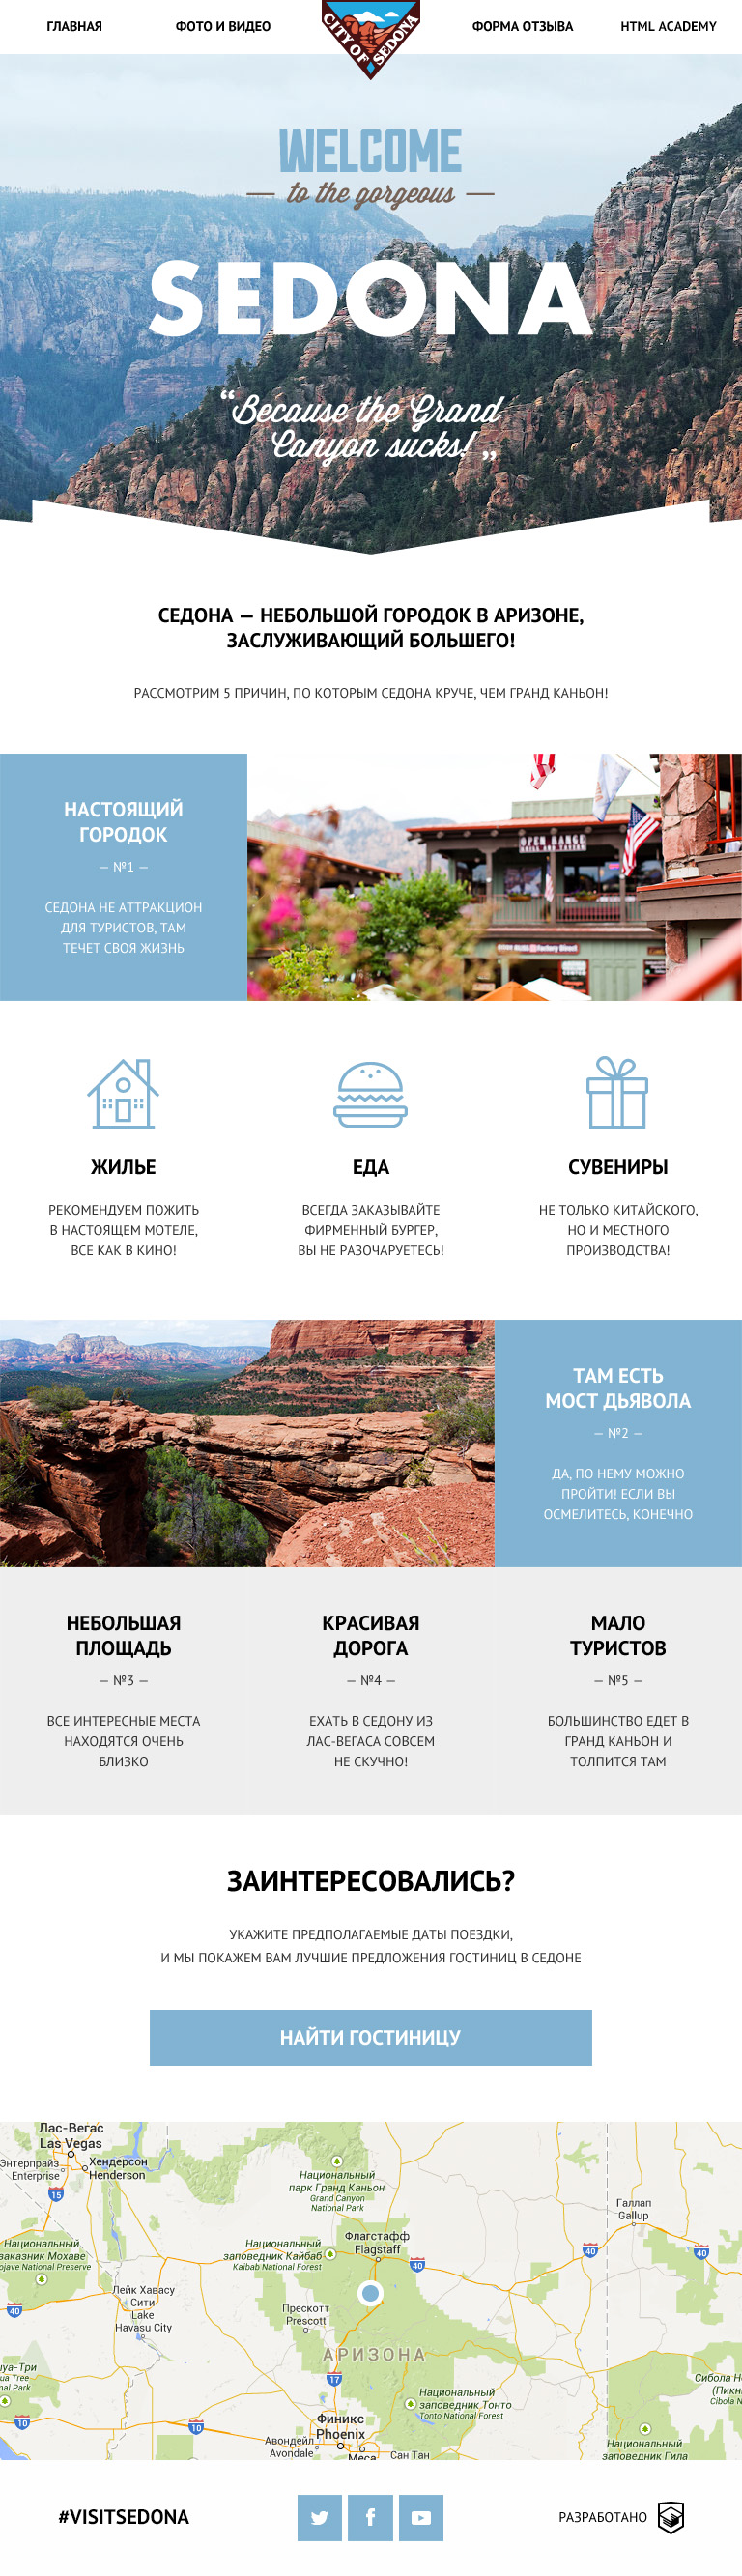 ГЛАВНАЯ
ФОТО И ВИДЕО
CITY OF SEDONA
ФОРМА ОТЗЫВА
HTML ACADEMY
WELCOME
to the gorgeous
SEDONA
“Because the Grand
Canyon sucks!„
СЕДОНА — НЕБОЛЬШОЙ ГОРОДОК В АРИЗОНЕ,
ЗАСЛУЖИВАЮЩИЙ БОЛЬШЕГО!
РАССМОТРИМ 5 ПРИЧИН, ПО КОТОРЫМ СЕДОНА КРУЧЕ, ЧЕМ ГРАНД КАНЬОН!
НАСТОЯЩИЙ
ГОРОДОК
— №1 —
СЕДОНА НЕ АТТРАКЦИОН
ДЛЯ ТУРИСТОВ, ТАМ
ТЕЧЕТ СВОЯ ЖИЗНЬ
ЖИЛЬЕ
РЕКОМЕНДУЕМ ПОЖИТЬ
В НАСТОЯЩЕМ МОТЕЛЕ,
ВСЕ КАК В КИНО!
ЕДА
ВСЕГДА ЗАКАЗЫВАЙТЕ
ФИРМЕННЫЙ БУРГЕР,
ВЫ НЕ РАЗОЧАРУЕТЕСЬ!
СУВЕНИРЫ
НЕ ТОЛЬКО КИТАЙСКОГО,
НО И МЕСТНОГО
ПРОИЗВОДСТВА!
ТАМ ЕСТЬ
МОСТ ДЬЯВОЛА
— №2 —
ДА, ПО НЕМУ МОЖНО
ПРОЙТИ! ЕСЛИ ВЫ
ОСМЕЛИТЕСЬ, КОНЕЧНО
НЕБОЛЬШАЯ
ПЛОЩАДЬ
— №3 —
ВСЕ ИНТЕРЕСНЫЕ МЕСТА
НАХОДЯТСЯ ОЧЕНЬ
БЛИЗКО
КРАСИВАЯ
ДОРОГА
— №4 —
ЕХАТЬ В СЕДОНУ ИЗ
ЛАС-ВЕГАСА СОВСЕМ
НЕ СКУЧНО!
МАЛО
ТУРИСТОВ
— №5 —
БОЛЬШИНСТВО ЕДЕТ В
ГРАНД КАНЬОН И
ТОЛПИТСЯ ТАМ
ЗАИНТЕРЕСОВАЛИСЬ?
УКАЖИТЕ ПРЕДПОЛАГАЕМЫЕ ДАТЫ ПОЕЗДКИ,
И МЫ ПОКАЖЕМ ВАМ ЛУЧШИЕ ПРЕДЛОЖЕНИЯ ГОСТИНИЦ В СЕДОНЕ
НАЙТИ ГОСТИНИЦУ
Лас-Вегас
Las Vegas
Энтерпрайз
Enterprise
Хендерсон
Henderson
15
Национальный
парк Гранд Каньон
Grand Canyon
National Park
Галлап
Gallup
Флагстафф
Flagstaff
Национальный
заповедник Кайбаб
Kaibab National Forest
40
40
40
Национальный
заказник Мохаве
ojave National Preserve
40
Лейк Хавасу
Сити
Lake
Havasu City
Прескотт
Prescott
АРИЗОНА
уа-Три
ua Tree
nal Park
17
10
10
Сибола Н
(Пикн
Cibola N
Национальный
заповедник Тонто
Tonto National Forest
Финикс
Phoenix
Авондейл
Avondale
Меса
Сан Тан
Национальный
заповедник Гила
#VISITSEDONA
РАЗРАБОТАНО